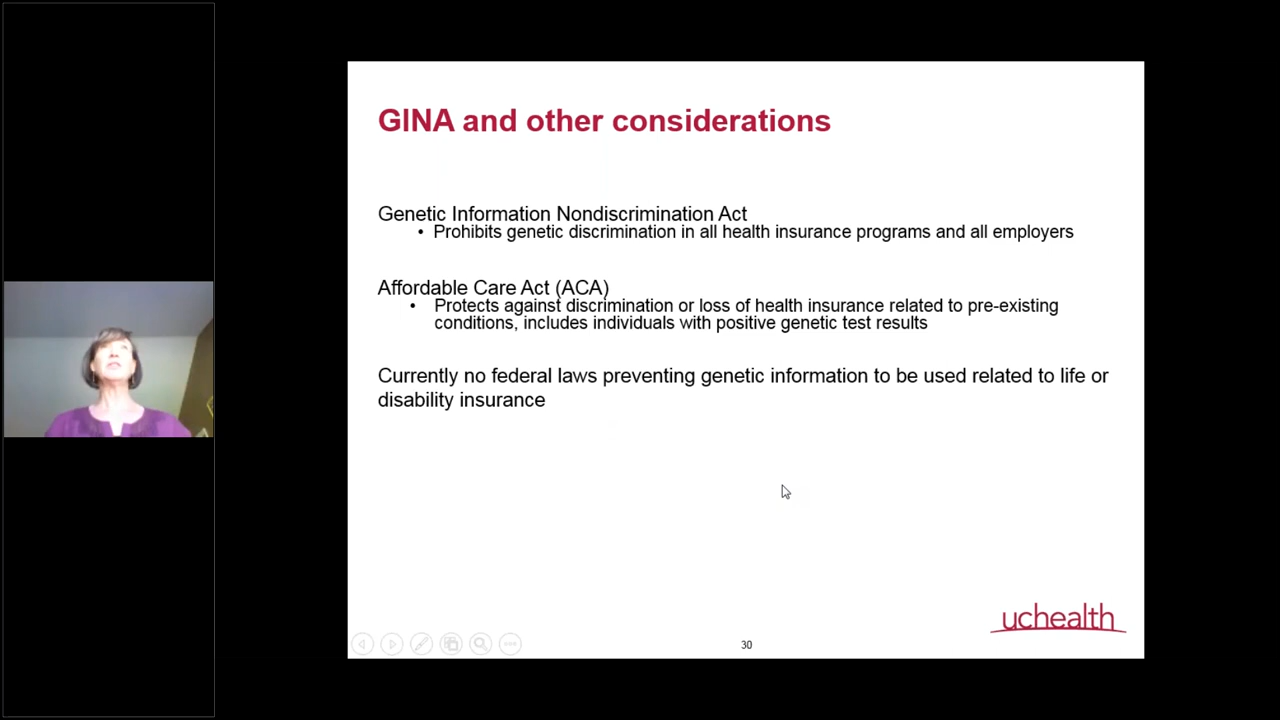 GINA and other considerations
Genetic Information Nondiscrimination Act
• Prohibits genetic discrimination in all health insurance programs and all employers
Affordable Care Act (ACA)
• Protects against discrimination or loss of health insurance related to pre-existing
conditions, includes individuals with positive genetic test results
Currently no federal laws preventing genetic information to be used related to life or
disability insurance
uchealth
30